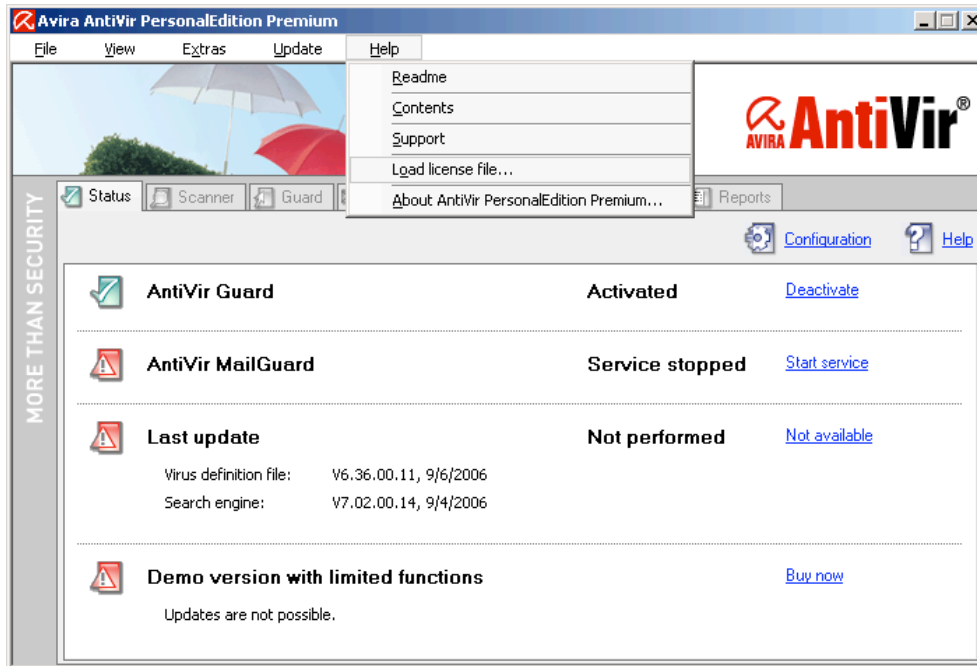 Avira AntiVir PersonalEdition Premium
File View Extras Update Help
Readme
Contents
Support
Load license file...
About AntiVir PersonalEdition Premium...
AVIRA AntiVir®
MORE THAN SECURITY
Status Scanner Guard Reports
Configuration Help
AntiVir Guard Activated Deactivate
AntiVir MailGuard Service stopped Start service
Last update Not performed Not available
Virus definition file: V6.36.00.11, 9/6/2006
Search engine: V7.02.00.14, 9/4/2006
Demo version with limited functions Buy now
Updates are not possible.